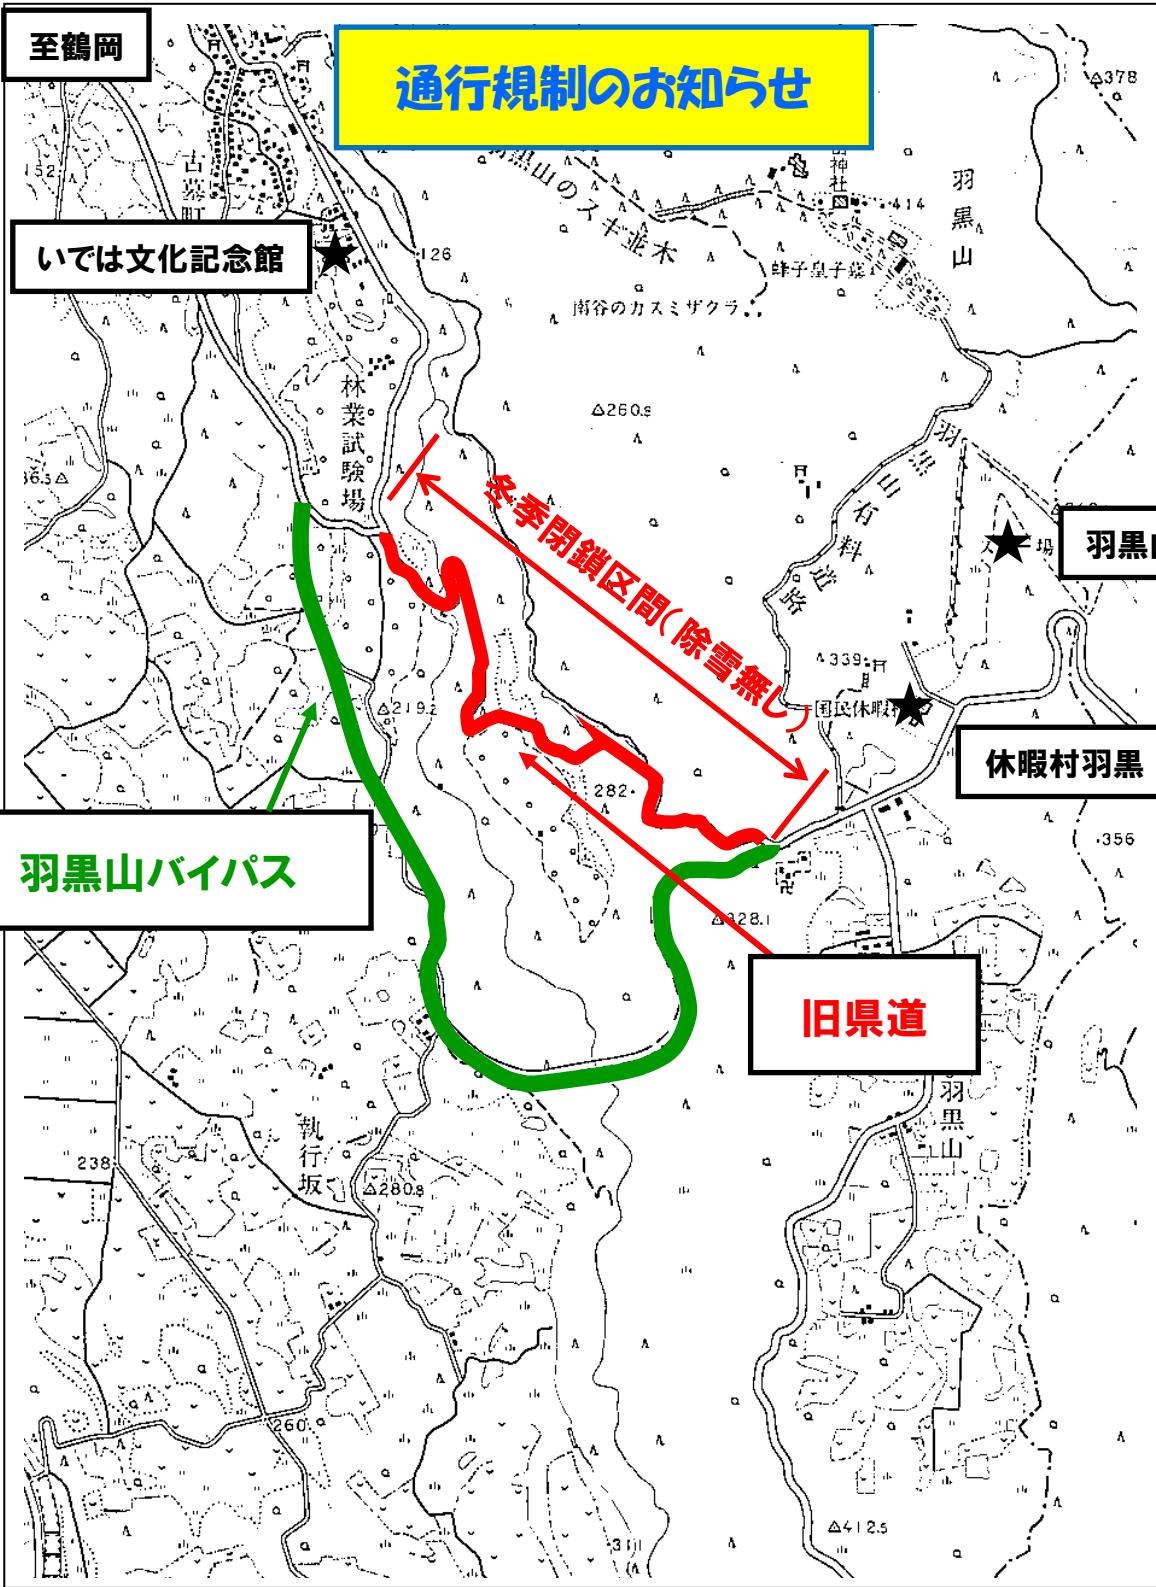 至鶴岡
通行規制のお知らせ
△378
152
古墓町
羽黒山のスギ並木
神社
・414
羽黒山
いでは文化記念館
・126
蜂子皇子墓
南谷のカスミザクラ
林業試験場
△260.8
羽黒山有料道路
冬季閉鎖区間(除雪無し)
羽黒山
339
国民休暇村
△219.2
休暇村羽黒
282・
・356
羽黒山バイパス
△328.1
旧県道
羽黒山
執行坂
238
△280.8
260
△412.5
311